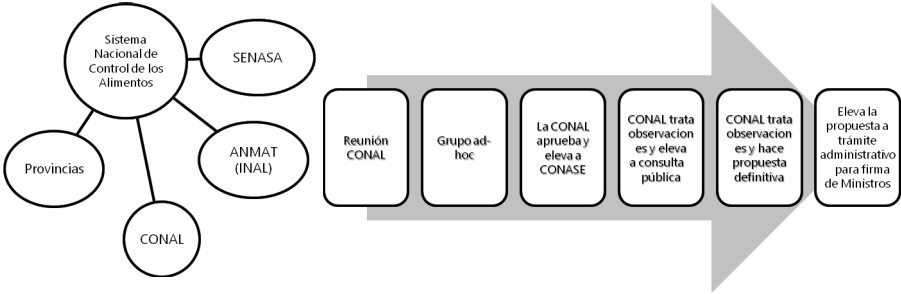 Sistema
Nacional de
Control de los
Alimentos
SENASA
ANMAT
(INAL)
CONAL
Provincias
Reunión
CONAL
Grupo ad-
hoc
La CONAL
aprueba y
eleva a
CONASE
CONAL trata
observacion
es y eleva
a consulta
pública
CONAL trata
observacion
es y hace
propuesta
definitiva
Eleva la
propuesta a
trámite
administrativo
para firma
de Ministros